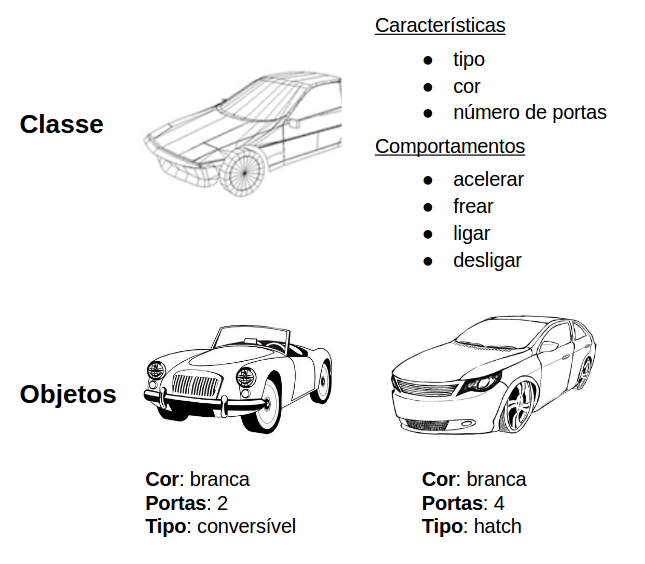 Classe
Características
● tipo
● cor
● número de portas
Comportamentos
● acelerar
● frear
● ligar
● desligar
Objetos
Cor: branca
Portas: 2
Tipo: conversível
Cor: branca
Portas: 4
Tipo: hatch